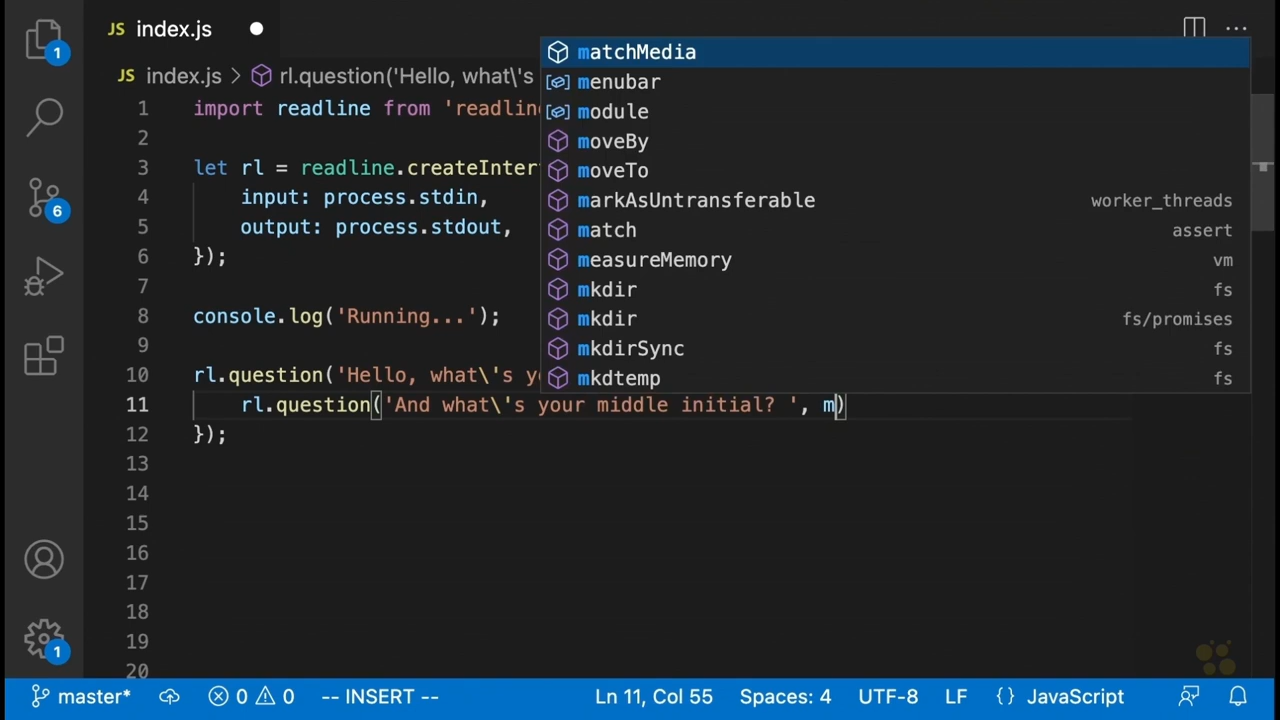 JS index.js
JS index.js > rl.question('Hello, what\'s
1 import readline from 'readlin
2
3 let rl = readline.createInter
4 input: process.stdin,
5 output: process.stdout,
6 });
7
8 console.log('Running...');
9
10 rl.question('Hello, what\'s y
11 rl.question('And what\'s your middle initial? ', m)
12 });
13
14
15
16
17
18
19
20
matchMedia
menubar
module
moveBy
moveTo
markAsUntransferable worker_threads
match assert
measureMemory vm
mkdir fs
mkdir fs/promises
mkdirSync fs
mkdtemp fs
1
6
1
master* 0 0 -- INSERT -- Ln 11, Col 55 Spaces: 4 UTF-8 LF {} JavaScript